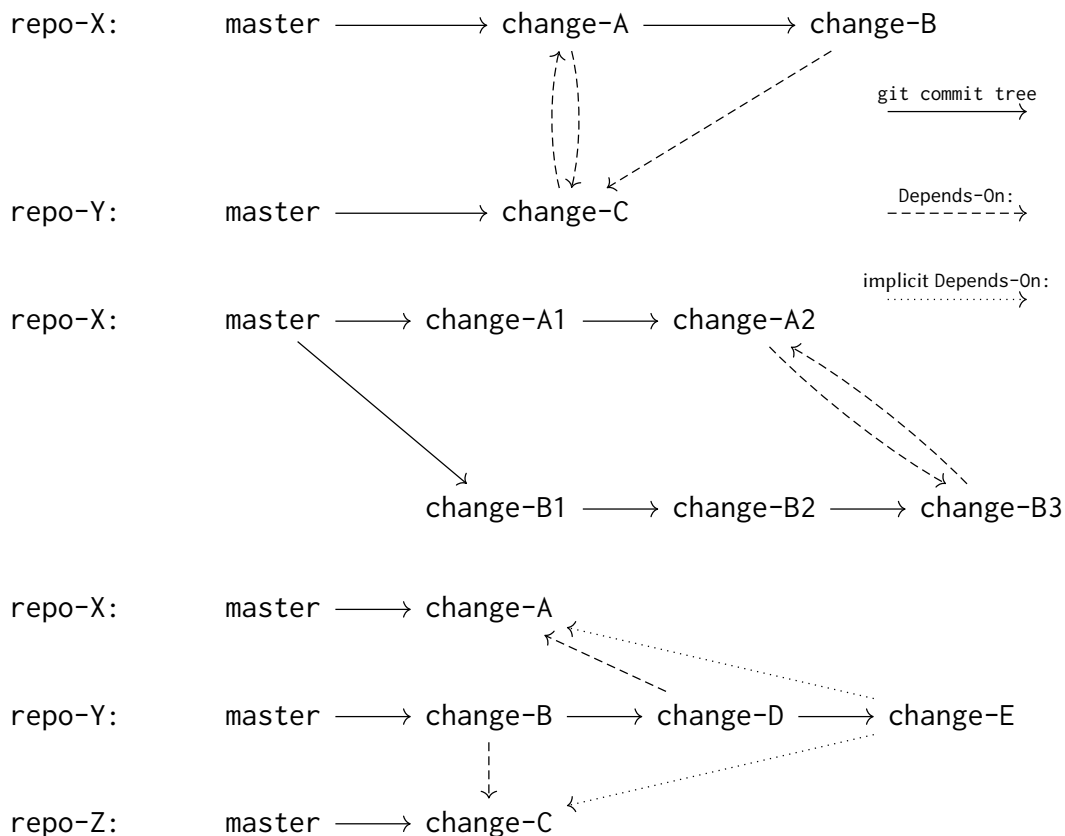 repo-X: master change-A change-B
git commit tree
repo-Y: master change-C
Depends-On:
implicit Depends-On:
repo-X: master change-A1 change-A2
change-B1 change-B2 change-B3
repo-X: master change-A
repo-Y: master change-B change-D change-E
repo-Z: master change-C